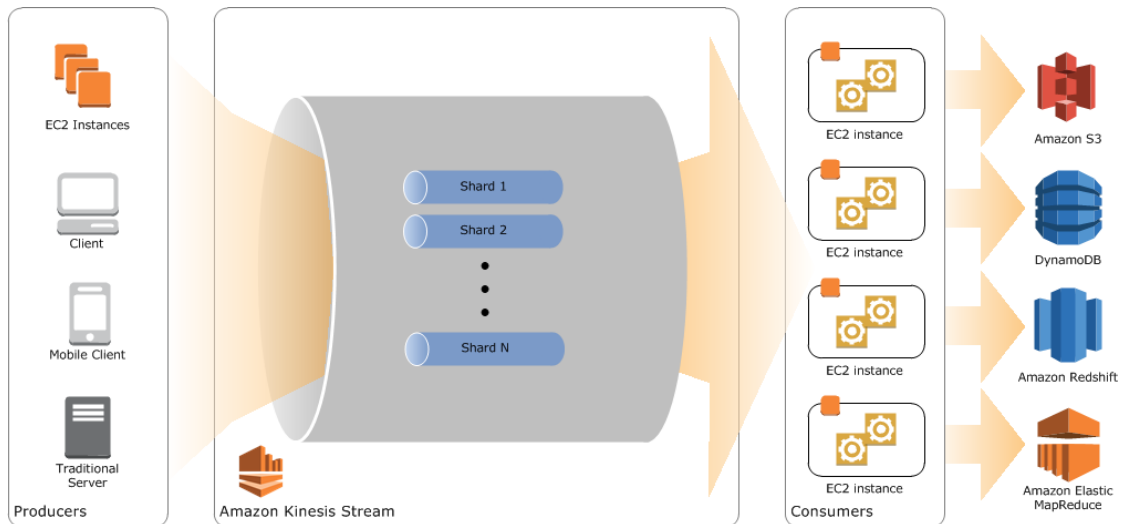 EC2 Instances
Client
Mobile Client
Traditional
Server
Producers
Shard 1
Shard 2
Shard N
Amazon Kinesis Stream
EC2 instance
EC2 instance
EC2 instance
EC2 instance
Consumers
Amazon S3
DynamoDB
Amazon Redshift
Amazon Elastic
MapReduce